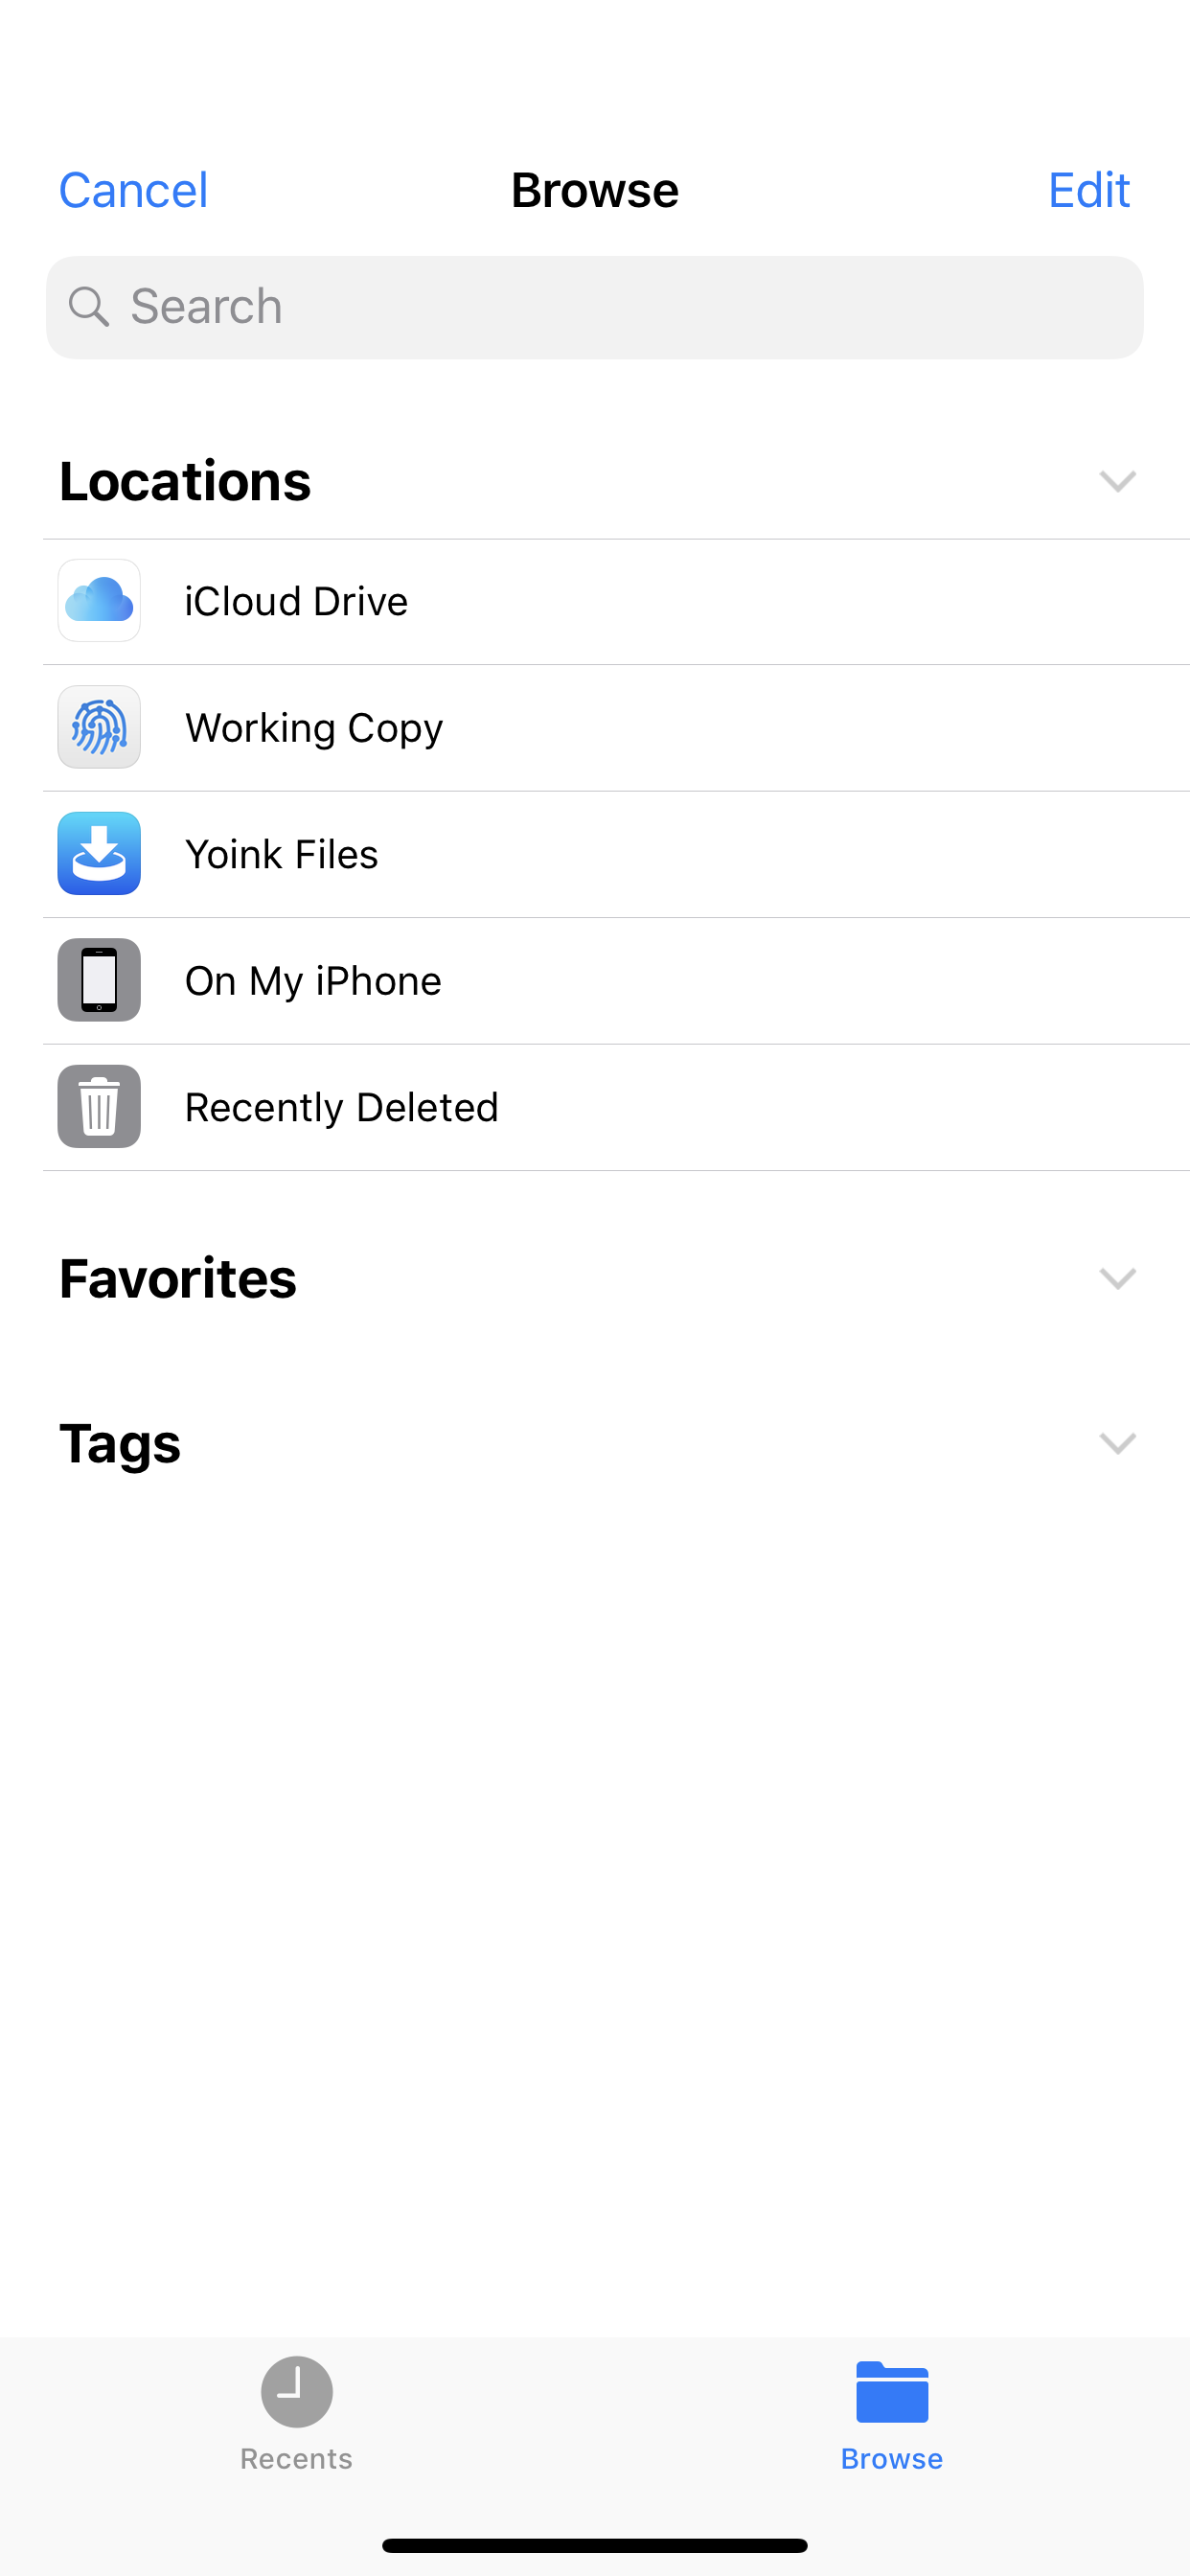 Cancel Browse Edit
Search
Locations
iCloud Drive
Working Copy
Yoink Files
On My iPhone
Recently Deleted
Favorites
Tags
Recents Browse